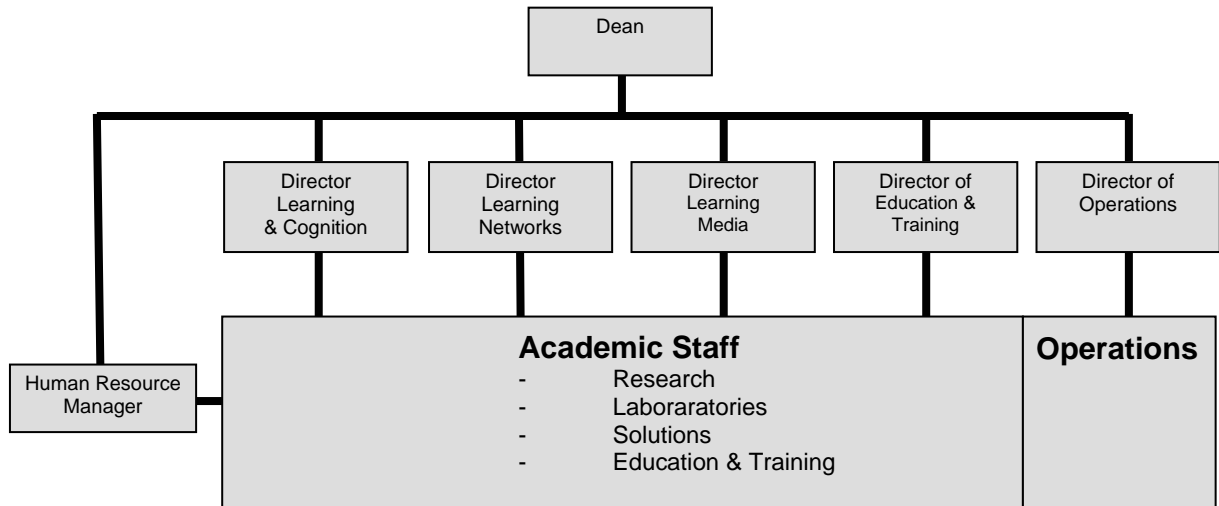 Dean
Director
Learning
& Cognition
Director
Learning
Networks
Director
Learning
Media
Director of
Education &
Training
Director of
Operations
Human Resource
Manager
Academic Staff
- Research
- Laboraratories
- Solutions
- Education & Training
Operations